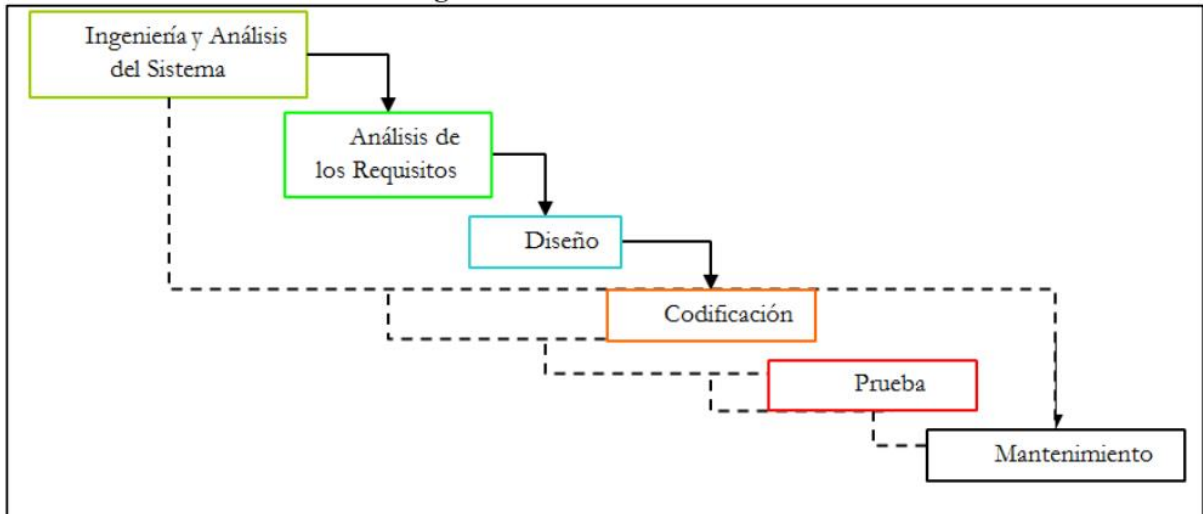 Ingeniería y Análisis
del Sistema
Análisis de
los Requisitos
Diseño
Codificación
Prueba
Mantenimiento